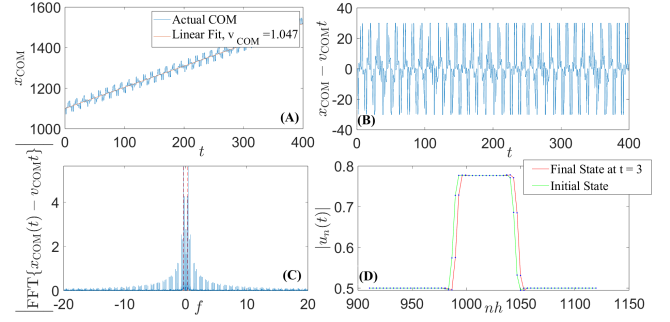 1600
1500
1400
1300
1200
1100
1000
x_COM
0 100 200 300 400
t
Actual COM
Linear Fit, v_COM =1.047
(A)
40
20
0
-20
-40
x_COM − v_COM t
0 100 200 300 400
t
(B)
4
2
0
|FFT{x_COM(t) − v_COM t}|
-20 -10 0 10 20
f
(C)
0.8
0.7
0.6
0.5
|u_n(t)|
900 950 1000 1050 1100 1150
nh
Final State at t = 3
Initial State
(D)